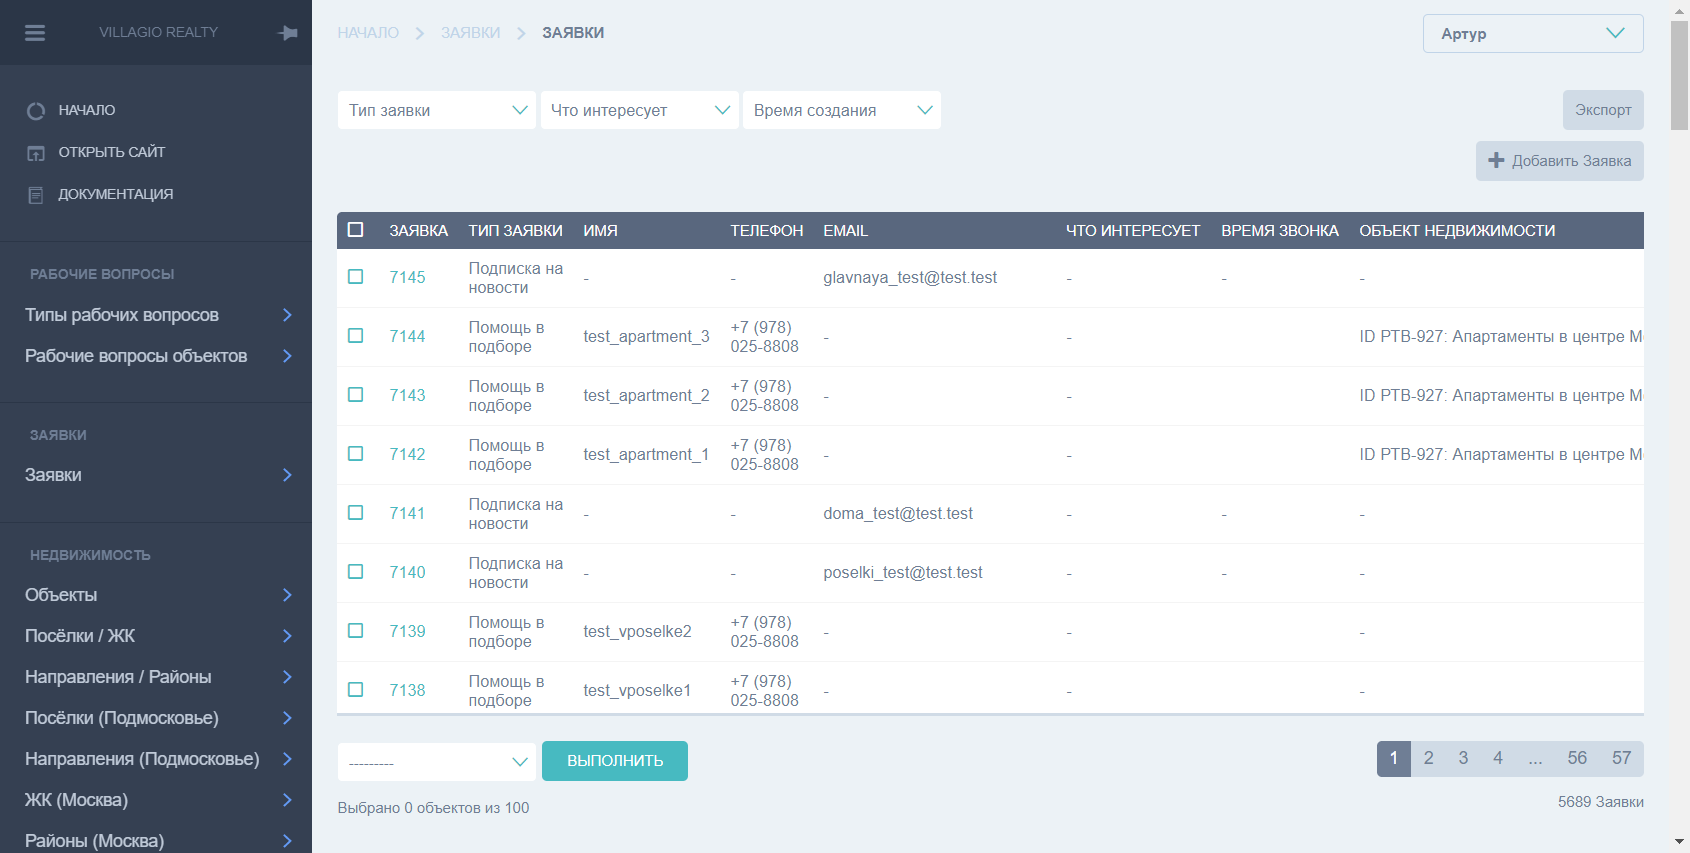 VILLAGIO REALTY
НАЧАЛО
ОТКРЫТЬ САЙТ
ДОКУМЕНТАЦИЯ
РАБОЧИЕ ВОПРОСЫ
Типы рабочих вопросов
Рабочие вопросы объектов
ЗАЯВКИ
Заявки
НЕДВИЖИМОСТЬ
Объекты
Посёлки / ЖК
Направления / Районы
Посёлки (Подмосковье)
Направления (Подмосковье)
ЖК (Москва)
Районы (Москва)
НАЧАЛО ЗАЯВКИ ЗАЯВКИ
Артур
Тип заявки Что интересует Время создания
Экспорт
Добавить Заявка
ЗАЯВКА ТИП ЗАЯВКИ ИМЯ ТЕЛЕФОН EMAIL ЧТО ИНТЕРЕСУЕТ ВРЕМЯ ЗВОНКА ОБЪЕКТ НЕДВИЖИМОСТИ
7145 Подписка на новости - - glavnaya_test@test.test - - -
7144 Помощь в подборе test_apartment_3 +7 (978) 025-8808 - - ID РТВ-927: Апартаменты в центре М
7143 Помощь в подборе test_apartment_2 +7 (978) 025-8808 - - ID РТВ-927: Апартаменты в центре М
7142 Помощь в подборе test_apartment_1 +7 (978) 025-8808 - - ID РТВ-927: Апартаменты в центре М
7141 Подписка на новости - - doma_test@test.test - - -
7140 Подписка на новости - - poselki_test@test.test - - -
7139 Помощь в подборе test_vposelke2 +7 (978) 025-8808 - - -
7138 Помощь в подборе test_vposelke1 +7 (978) 025-8808 - - -
--------- ВЫПОЛНИТЬ
1 2 3 4 ... 56 57
Выбрано 0 объектов из 100
5689 Заявки